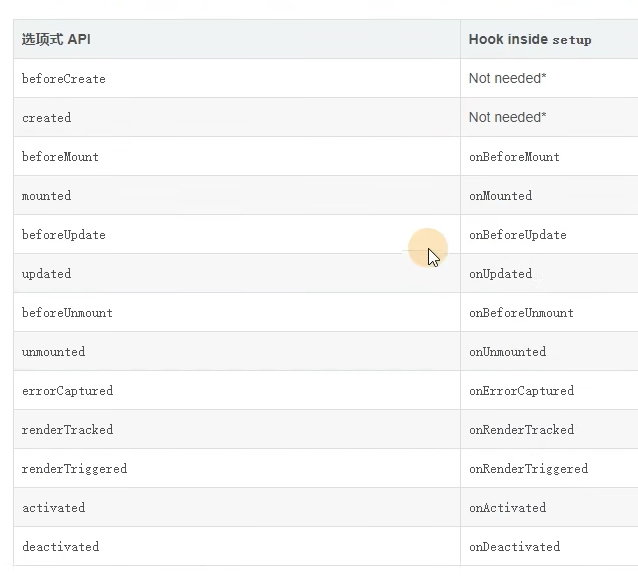 选项式 API Hook inside setup
beforeCreate Not needed*
created Not needed*
beforeMount onBeforeMount
mounted onMounted
beforeUpdate onBeforeUpdate
updated onUpdated
beforeUnmount onBeforeUnmount
unmounted onUnmounted
errorCaptured onErrorCaptured
renderTracked onRenderTracked
renderTriggered onRenderTriggered
activated onActivated
deactivated onDeactivated